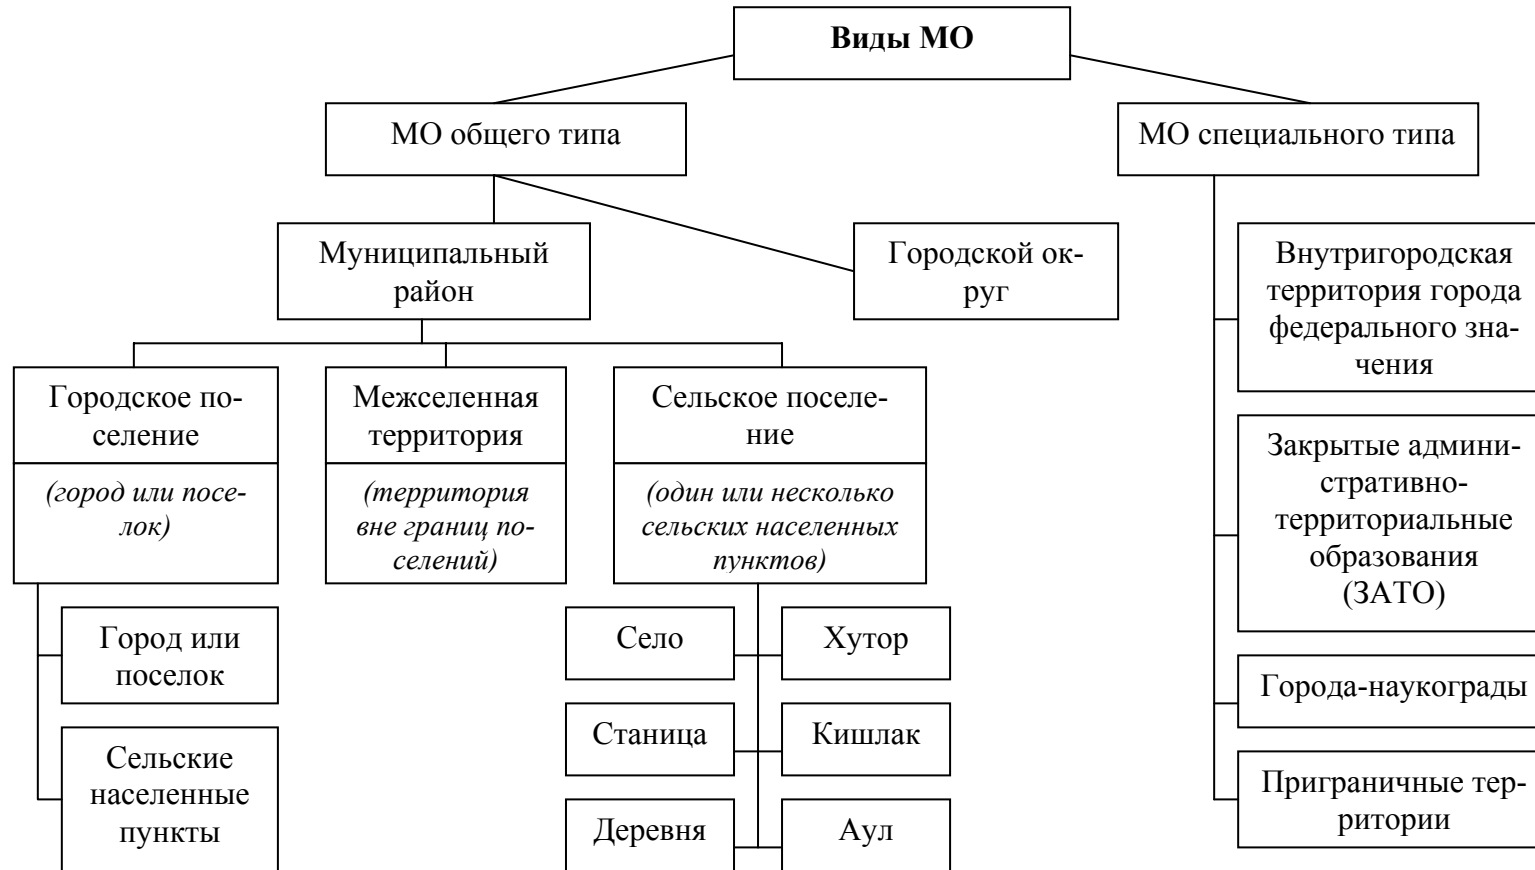 Виды МО
МО общего типа
МО специального типа
Муниципальный
район
Городской ок-
руг
Внутригородская
территория города
федерального зна-
чения
Городское по-
селение
(город или посе-
лок)
Межселенная
территория
(территория
вне границ по-
селений)
Сельское поселе-
ние
(один или несколько
сельских населенных
пунктов)
Закрытые админи-
стративно-
территориальные
образования
(ЗАТО)
Город или
поселок
Село
Хутор
Города-наукограды
Сельские
населенные
пункты
Станица
Кишлак
Приграничные тер-
ритории
Деревня
Аул